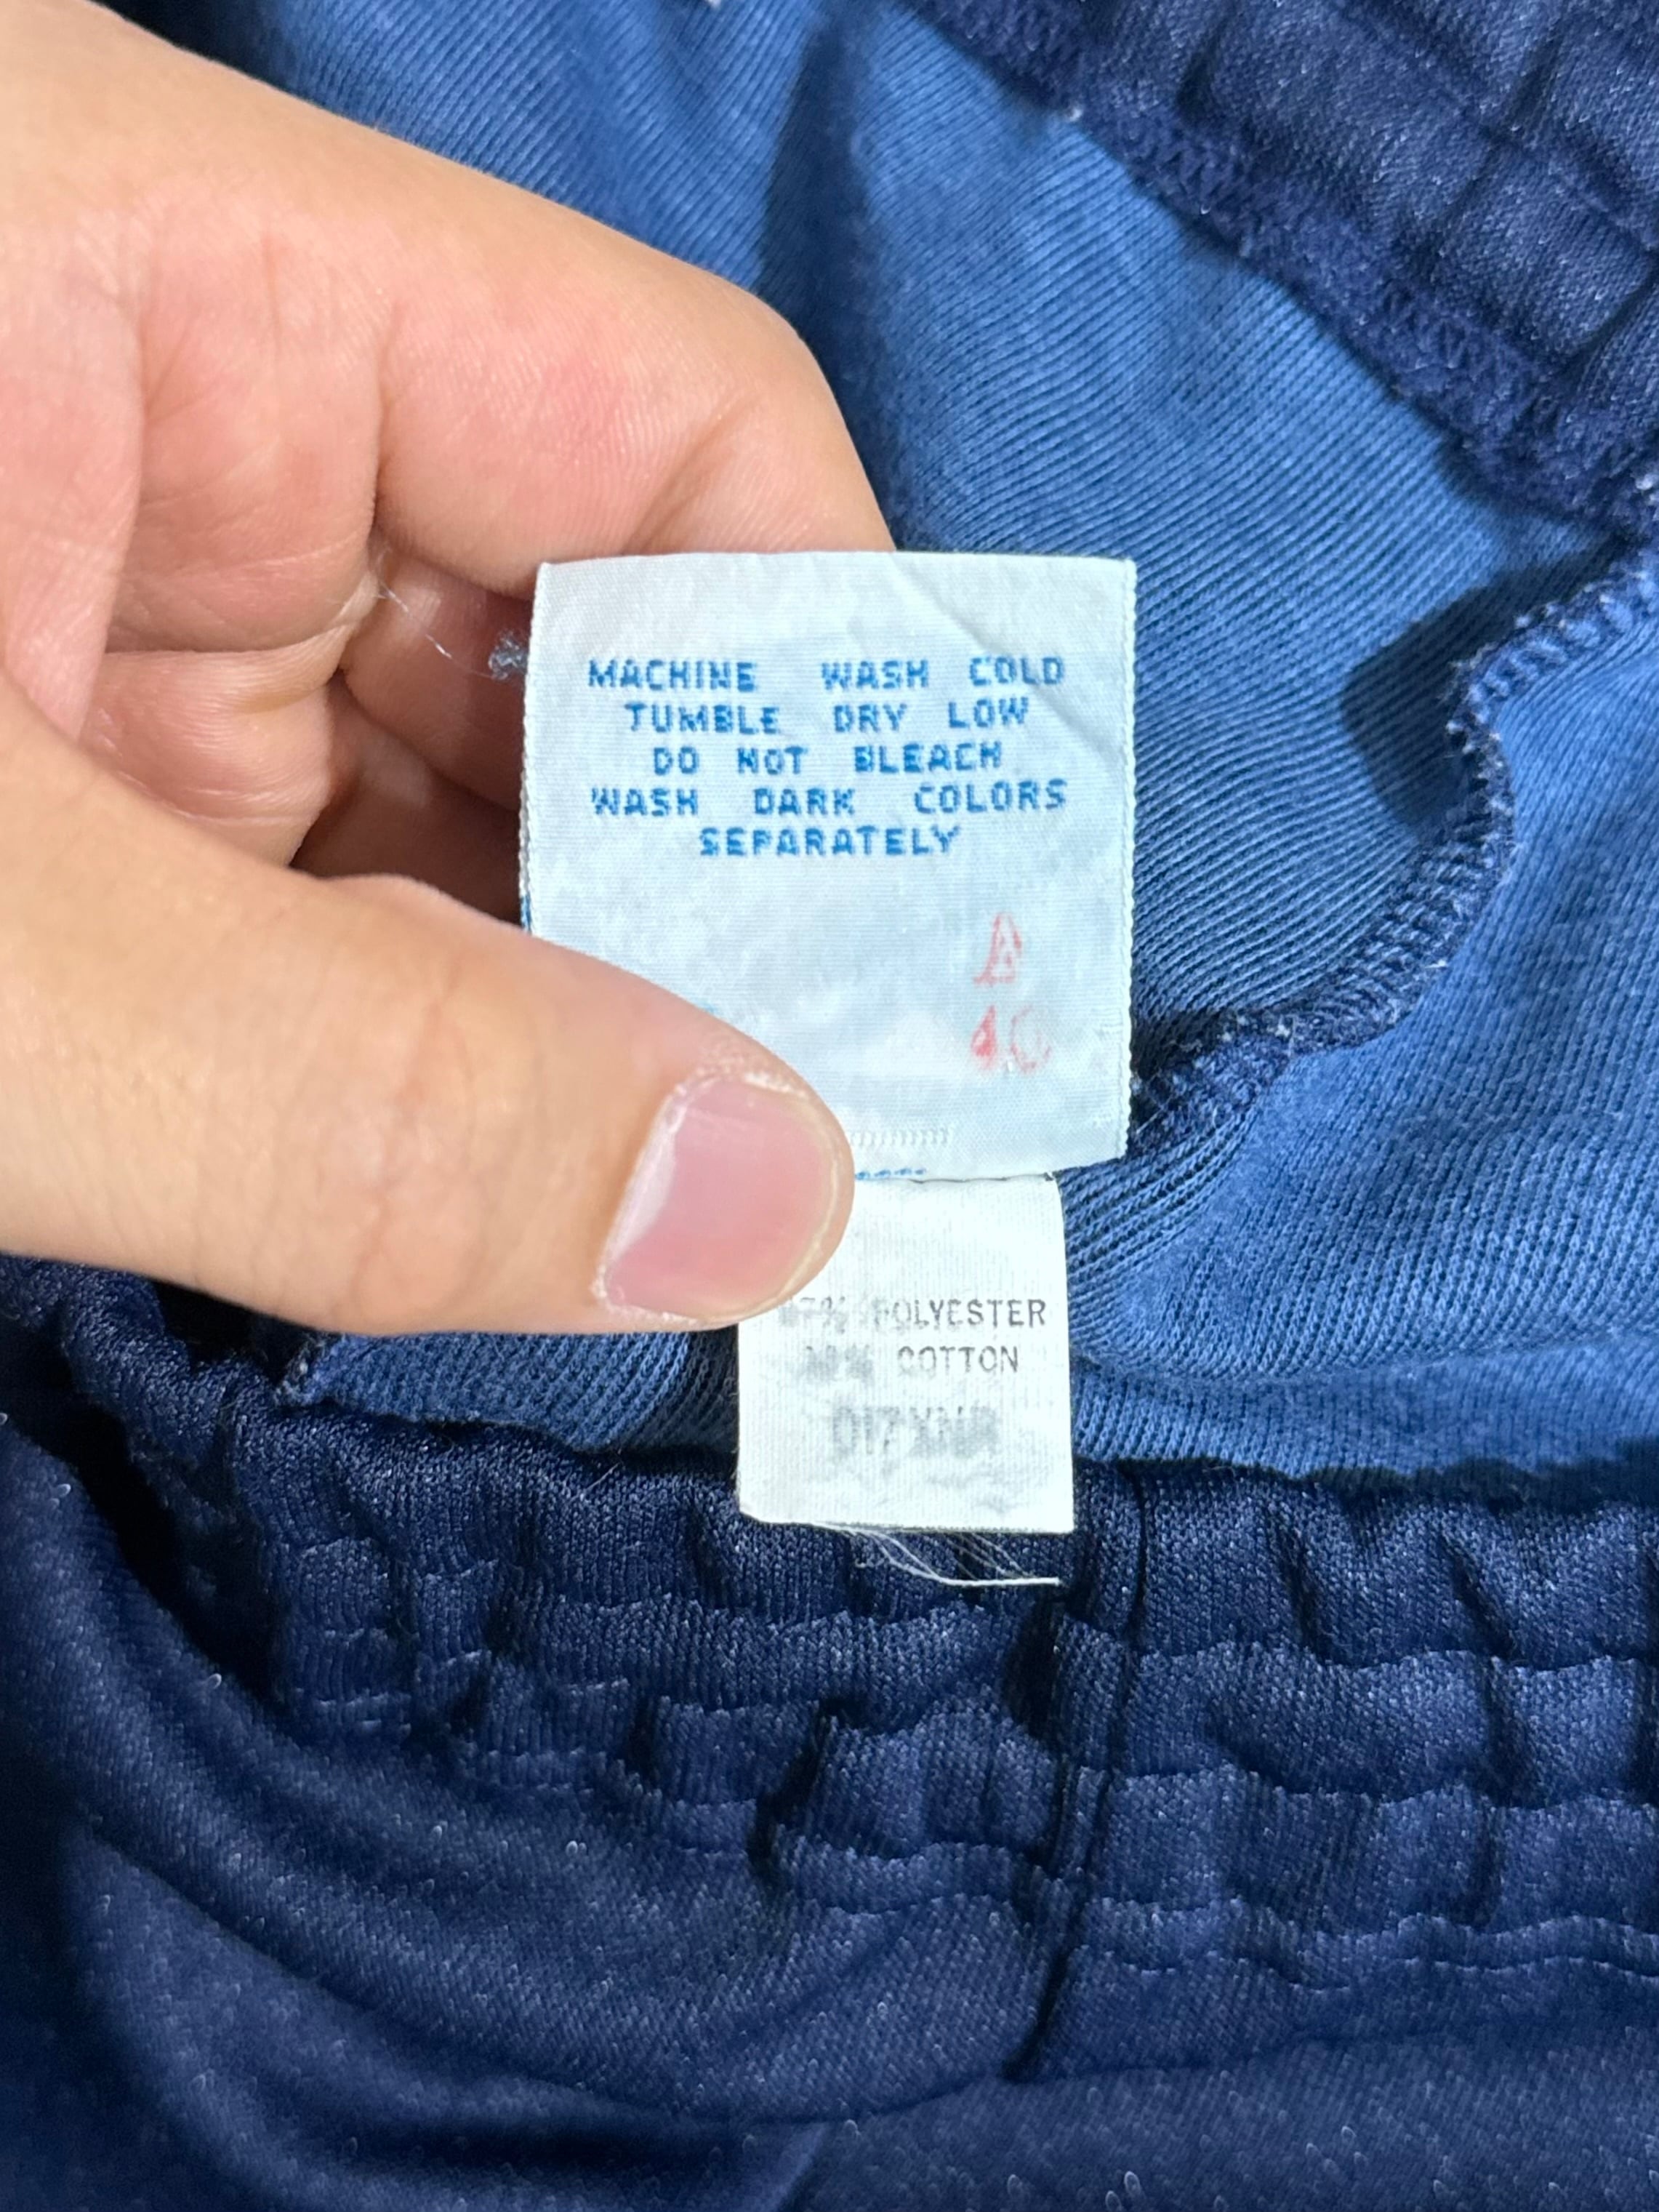 MACHINE WASH COLD
TUMBLE DRY LOW
DO NOT BLEACH
WASH DARK COLORS
SEPARATELY
POLYESTER
COTTON